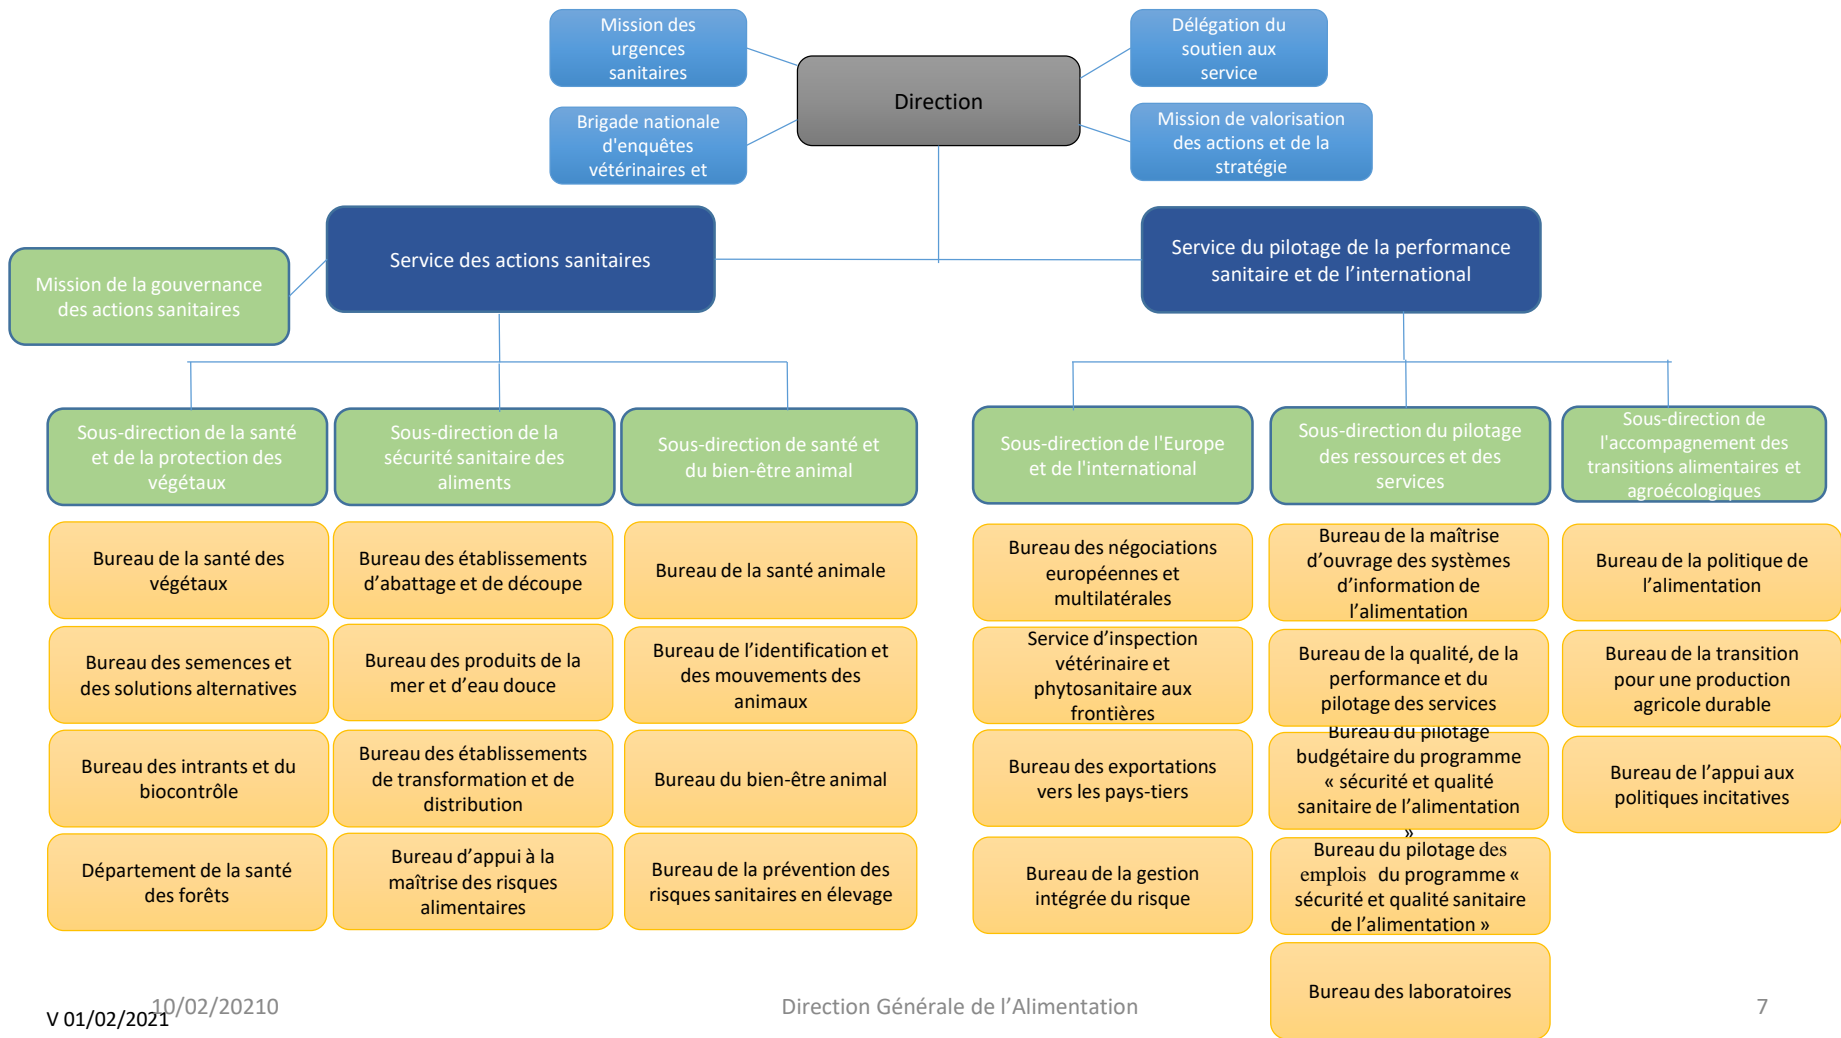 Mission des
urgences
sanitaires
Délégation du
soutien aux
service
Direction
Brigade nationale
d'enquêtes
vétérinaires et
Mission de valorisation
des actions et de la
stratégie
Service des actions sanitaires
Service du pilotage de la performance
sanitaire et de l’international
Mission de la gouvernance
des actions sanitaires
Sous-direction de la santé
et de la protection des
végétaux
Sous-direction de la
sécurité sanitaire des
aliments
Sous-direction de santé et
du bien-être animal
Sous-direction de l'Europe
et de l'international
Sous-direction du pilotage
des ressources et des
services
Sous-direction de
l'accompagnement des
transitions alimentaires et
agroécologiques
Bureau de la santé des
végétaux
Bureau des semences et
des solutions alternatives
Bureau des intrants et du
biocontrôle
Département de la santé
des forêts
Bureau des établissements
d’abattage et de découpe
Bureau des produits de la
mer et d’eau douce
Bureau des établissements
de transformation et de
distribution
Bureau d’appui à la
maîtrise des risques
alimentaires
Bureau de la santé animale
Bureau de l’identification et
des mouvements des
animaux
Bureau du bien-être animal
Bureau de la prévention des
risques sanitaires en élevage
Bureau des négociations
européennes et
multilatérales
Service d’inspection
vétérinaire et
phytosanitaire aux
frontières
Bureau des exportations
vers les pays-tiers
Bureau de la gestion
intégrée du risque
Bureau de la maîtrise
d’ouvrage des systèmes
d’information de
l’alimentation
Bureau de la qualité, de la
performance et du
pilotage des services
Bureau du pilotage
budgétaire du programme
« sécurité et qualité
sanitaire de l’alimentation
»
Bureau du pilotage des
emplois du programme «
sécurité et qualité sanitaire
de l’alimentation »
Bureau des laboratoires
Bureau de la politique de
l’alimentation
Bureau de la transition
pour une production
agricole durable
Bureau de l’appui aux
politiques incitatives
V 01/02/2021
10/02/20210
Direction Générale de l’Alimentation
7